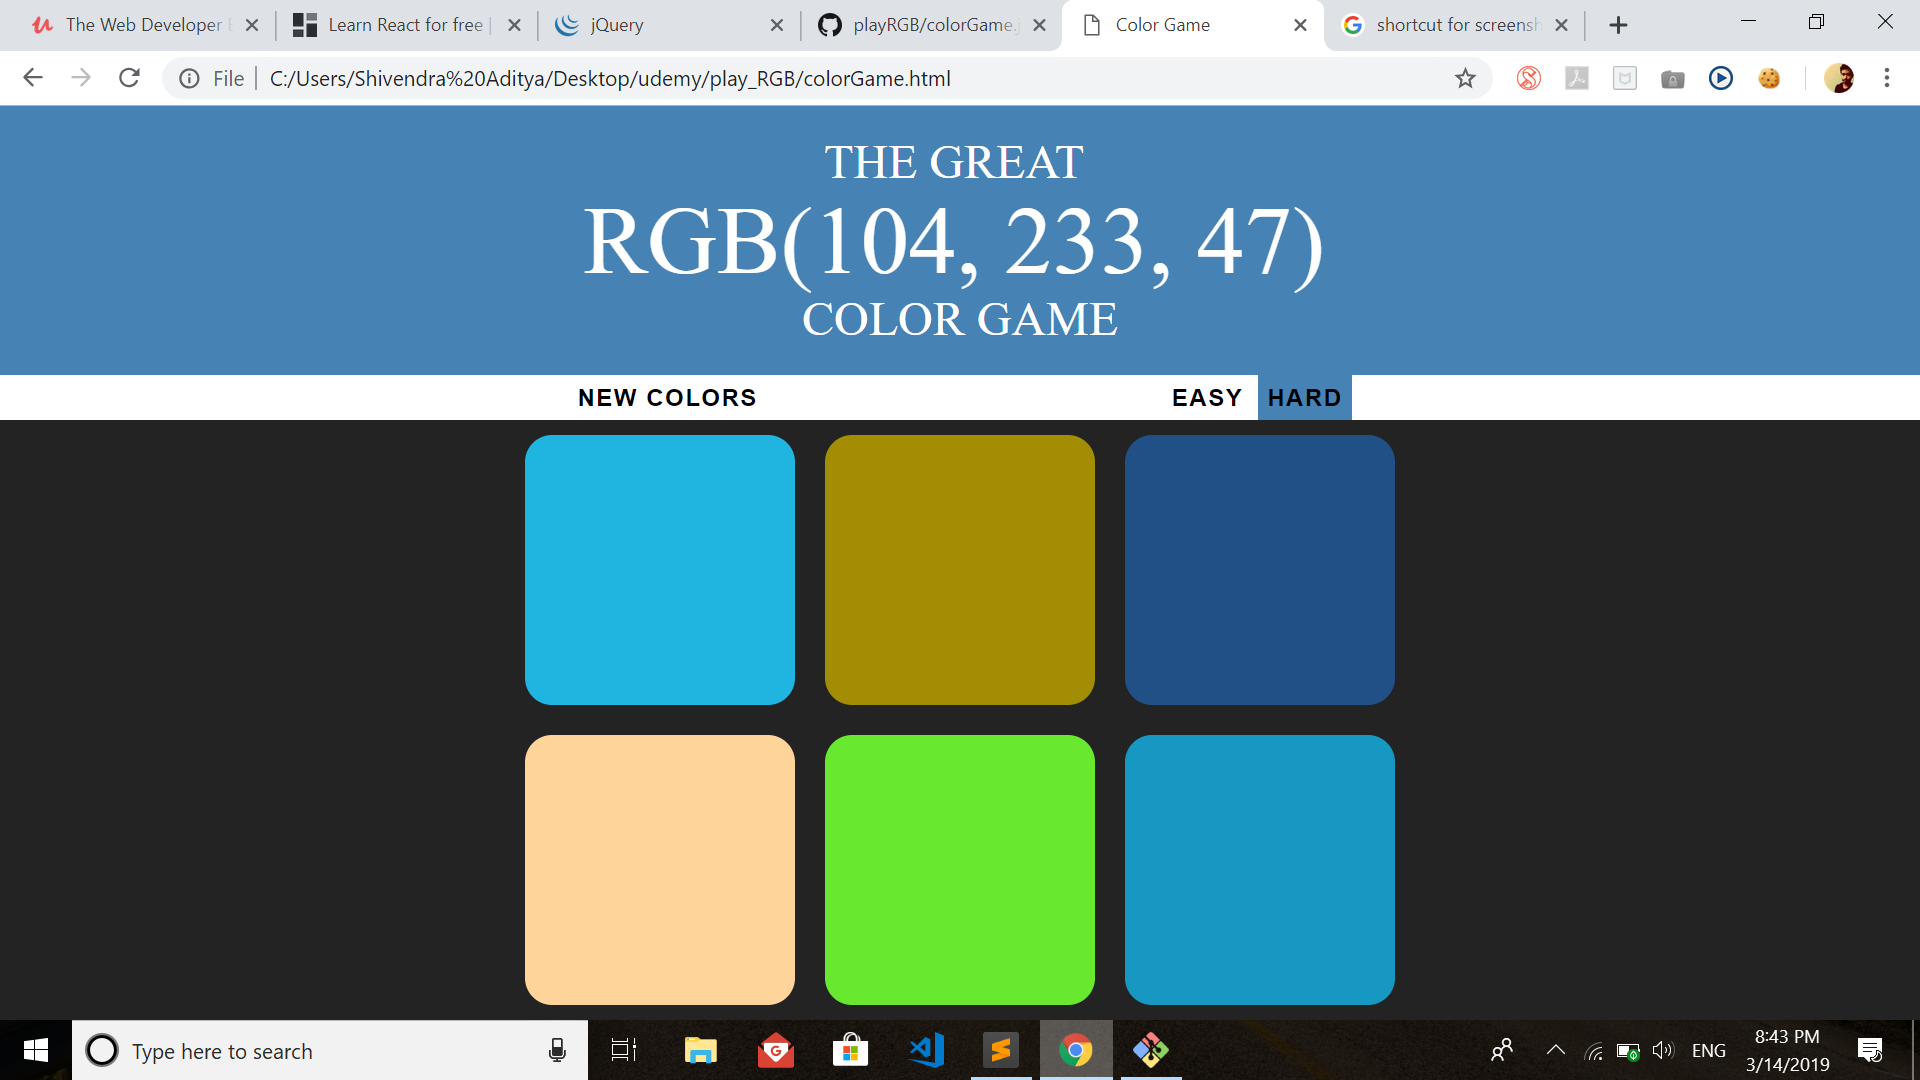 The Web Developer
Learn React for free |
jQuery
playRGB/colorGame.
Color Game
shortcut for screensh
File
C:/Users/Shivendra%20Aditya/Desktop/udemy/play_RGB/colorGame.html
THE GREAT
RGB(104, 233, 47)
COLOR GAME
NEW COLORS
EASY
HARD
Type here to search
ENG
8:43 PM
3/14/2019